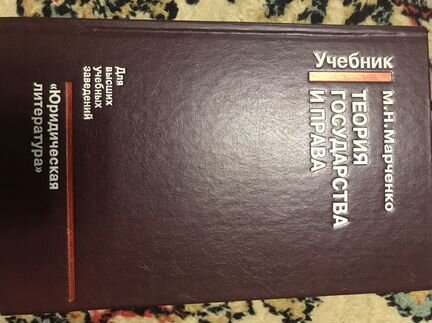 Учебник
М.Н.Марченко
ТЕОРИЯ
ГОСУДАРСТВА
И ПРАВА
Для
высших
учебных
заведений
«Юридическая
литература»